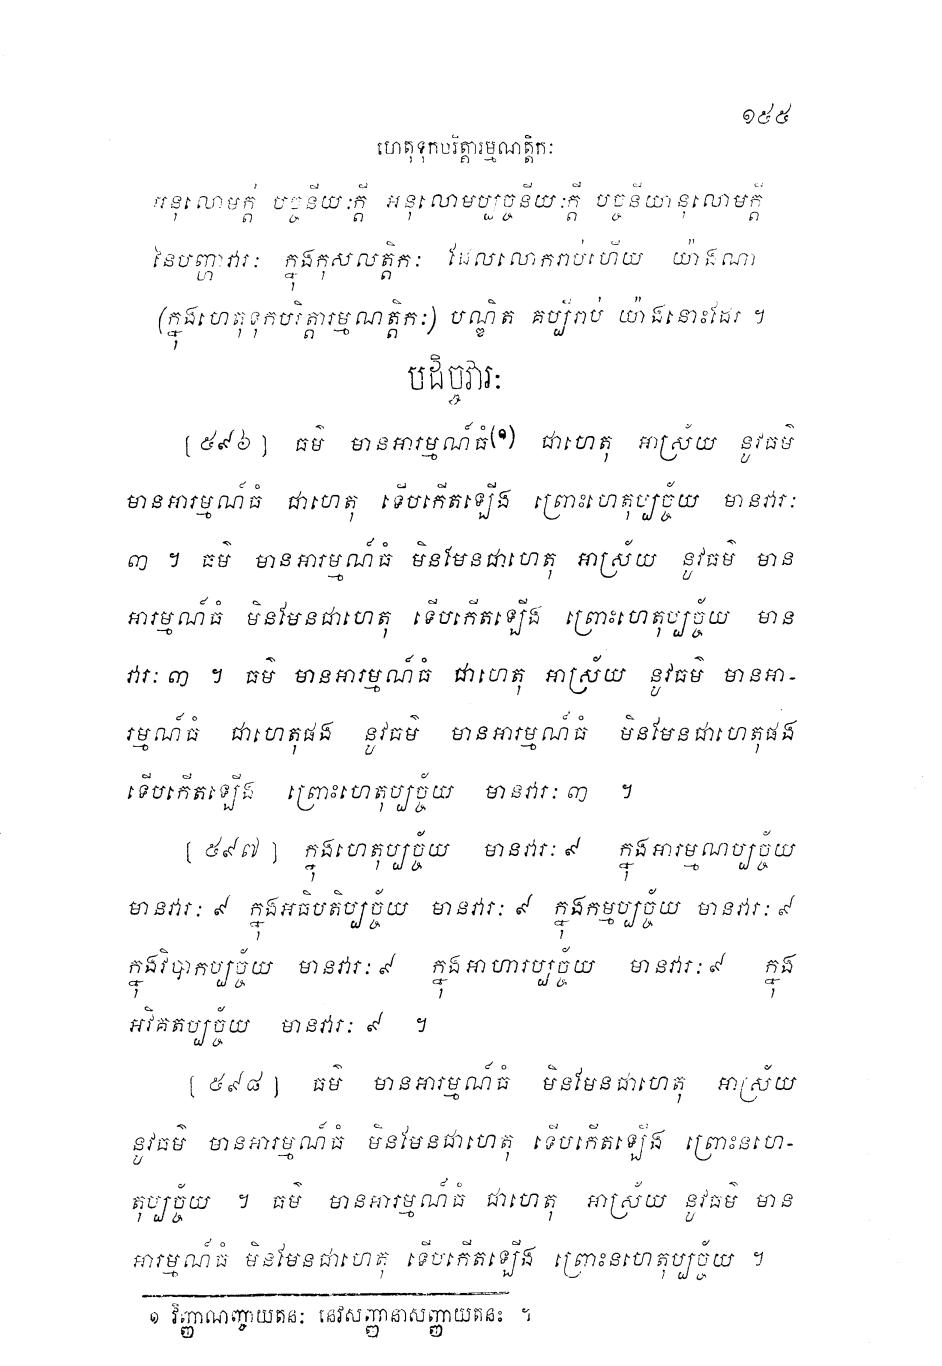 ១៥៥
ហេតុទុកបរិត្តារម្មណត្តិកៈ
អនុលោមក្តី បច្ចនីយៈក្តី អនុលោមប្បច្ចនីយៈក្តី បច្ចនីយានុលោមក្តី
នៃបញ្ហាវារៈ ក្នុងកុសលត្តិកៈ ដែលលោករាប់ហើយ យ៉ាងណា
(ក្នុងហេតុទុកបរិត្តារម្មណត្តិកៈ) បណ្ឌិត គប្បីរាប់ យ៉ាងនោះដែរ ។
បដិច្ចវារៈ
[៥៩៦] ធម៌ មានអារម្មណ៍ធំ(១) ជាហេតុ អាស្រ័យ នូវធម៌
មានអារម្មណ៍ធំ ជាហេតុ ទើបកើតឡើង ព្រោះហេតុប្បច្ច័យ មានវារៈ
៣ ។ ធម៌ មានអារម្មណ៍ធំ មិនមែនជាហេតុ អាស្រ័យ នូវធម៌ មាន
អារម្មណ៍ធំ មិនមែនជាហេតុ ទើបកើតឡើង ព្រោះហេតុប្បច្ច័យ មាន
វារៈ ៣ ។ ធម៌ មានអារម្មណ៍ធំ ជាហេតុ អាស្រ័យ នូវធម៌ មានអា-
រម្មណ៍ធំ ជាហេតុផង នូវធម៌ មានអារម្មណ៍ធំ មិនមែនជាហេតុផង
ទើបកើតឡើង ព្រោះហេតុប្បច្ច័យ មានវារៈ ៣ ។
[៥៩៧] ក្នុងហេតុប្បច្ច័យ មានវារៈ ៩ ក្នុងអារម្មណប្បច្ច័យ
មានវារៈ ៩ ក្នុងអធិបតិប្បច្ច័យ មានវារៈ ៩ ក្នុងកម្មប្បច្ច័យ មានវារៈ ៩
ក្នុងវិបាកប្បច្ច័យ មានវារៈ ៩ ក្នុងអាហារប្បច្ច័យ មានវារៈ ៩ ក្នុង
អវិគតប្បច្ច័យ មានវារៈ ៩ ។
[៥៩៨] ធម៌ មានអារម្មណ៍ធំ មិនមែនជាហេតុ អាស្រ័យ
នូវធម៌ មានអារម្មណ៍ធំ មិនមែនជាហេតុ ទើបកើតឡើង ព្រោះនហេ-
តុប្បច្ច័យ ។ ធម៌ មានអារម្មណ៍ធំ ជាហេតុ អាស្រ័យ នូវធម៌ មាន
អារម្មណ៍ធំ មិនមែនជាហេតុ ទើបកើតឡើង ព្រោះនហេតុប្បច្ច័យ ។
១ វិញ្ញាណញ្ចាយតនៈ នេវសញ្ញានាសញ្ញាយតនះ ។